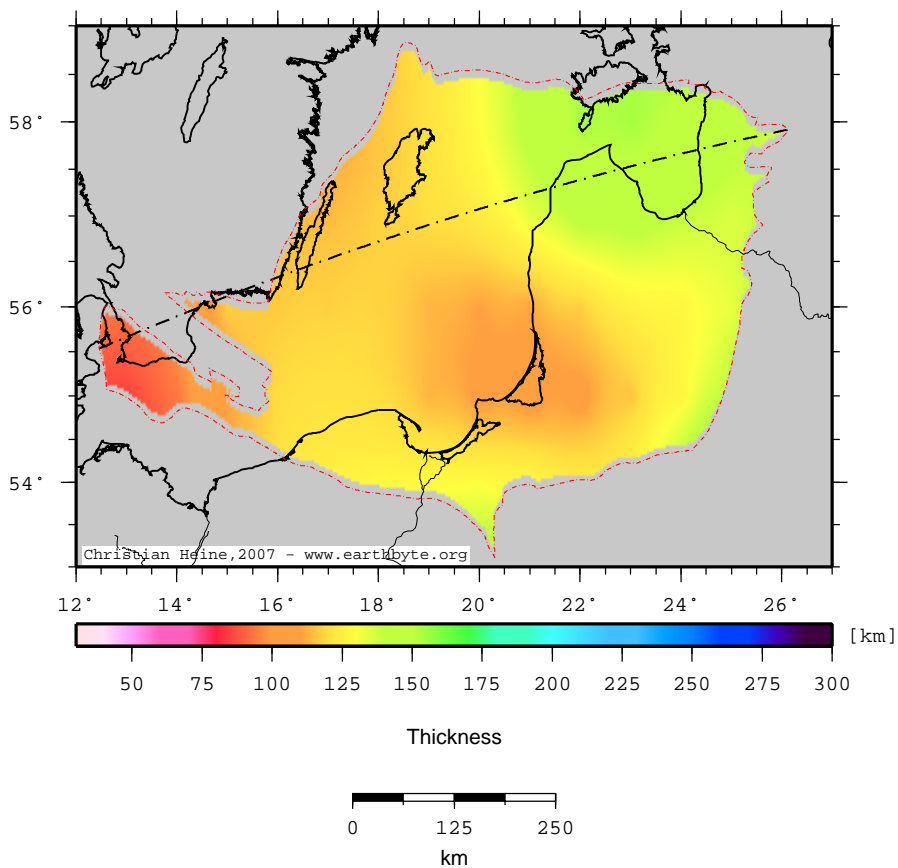 58°
56°
54°
Christian Heine,2007 - www.earthbyte.org
12° 14° 16° 18° 20° 22° 24° 26°
[km]
50 75 100 125 150 175 200 225 250 275 300
Thickness
0 125 250
km